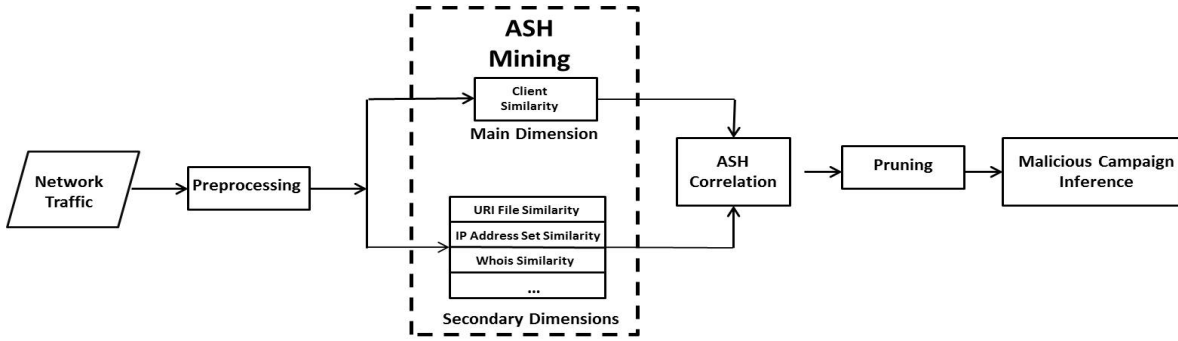 ASH
Mining
Client
Similarity
Main Dimension
Network
Traffic
Preprocessing
URI File Similarity
IP Address Set Similarity
Whois Similarity
...
Secondary Dimensions
ASH
Correlation
Pruning
Malicious Campaign
Inference